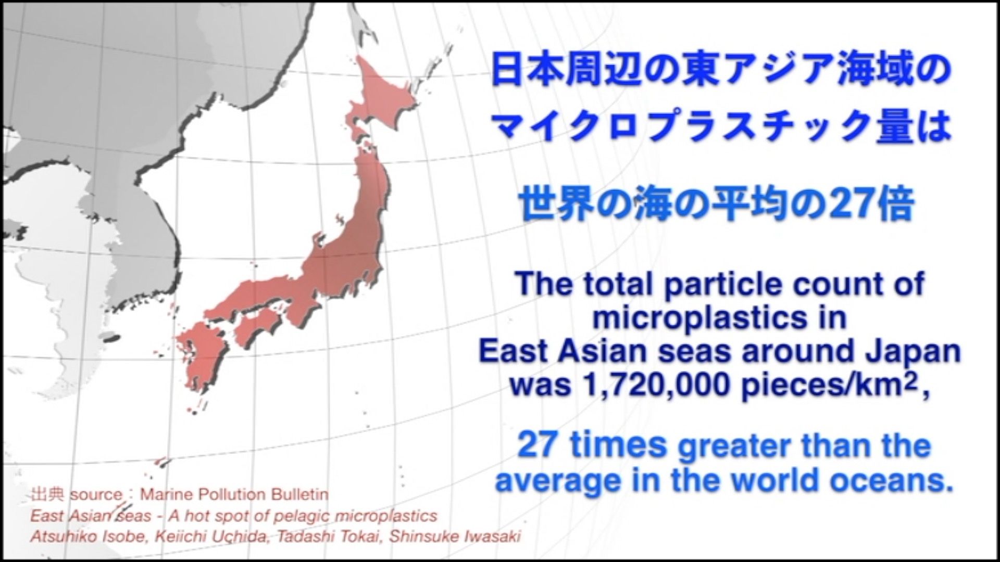 日本周辺の東アジア海域の
マイクロプラスチック量は
世界の海の平均の27倍
The total particle count of
microplastics in
East Asian seas around Japan
was 1,720,000 pieces/km²,
27 times greater than the
average in the world oceans.
出典 source：Marine Pollution Bulletin
East Asian seas - A hot spot of pelagic microplastics
Atsuhiko Isobe, Keiichi Uchida, Tadashi Tokai, Shinsuke Iwasaki